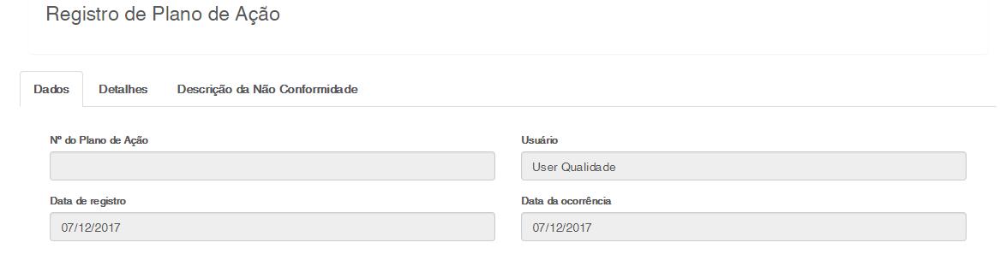 Registro de Plano de Ação
Dados Detalhes Descrição da Não Conformidade
Nº do Plano de Ação Usuário
User Qualidade
Data de registro Data da ocorrência
07/12/2017 07/12/2017